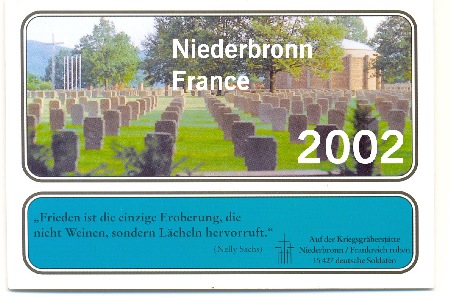 Niederbronn
France
2002
„Frieden ist die einzige Eroberung, die
nicht Weinen, sondern Lächeln hervorruft."
(Nelly Sachs)
Auf der Kriegsgräberstätte
Niederbronn / Frankreich ruhen
15 427 deutsche Soldaten